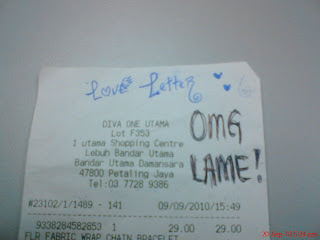 Love Letter
DIVA ONE UTAMA
Lot F353
1 utama Shopping Centre
Lebuh Bandar Utama
Bandar Utama Damansara
47800 Petaling Jaya
Tel:03 7728 9386
OMG
LAME!
#23102/1/1489 - 141 09/09/2010/15:49
9338284582853 1 29.00 29.00
FLR FABRIC WRAP CHAIN BRACELET